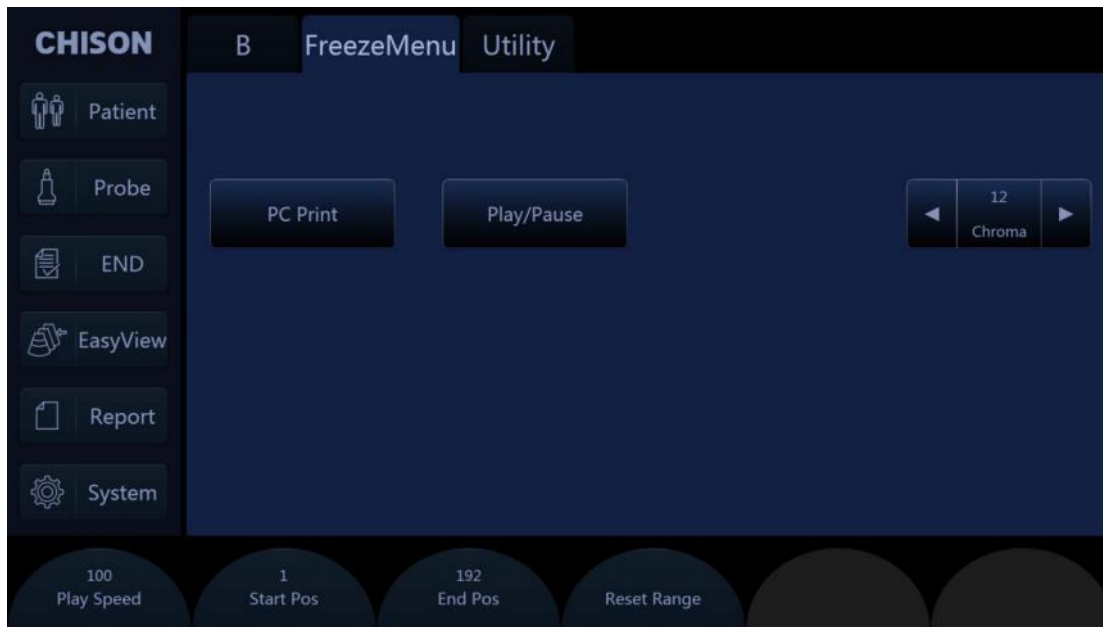 CHISON
B
FreezeMenu
Utility
Patient
Probe
END
EasyView
Report
System
PC Print
Play/Pause
12
Chroma
100
Play Speed
1
Start Pos
192
End Pos
Reset Range